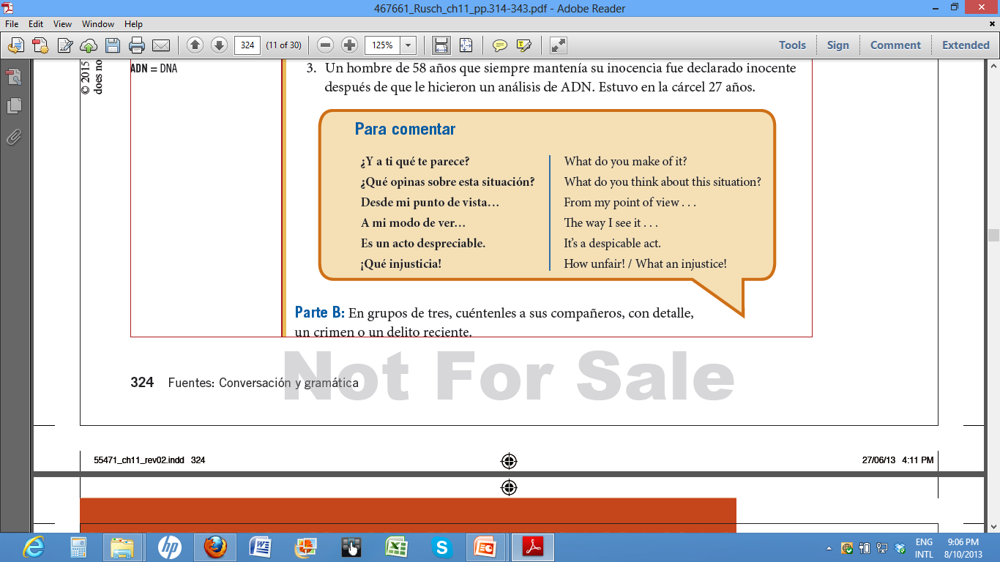 467661_Rusch_ch11_pp.314-343.pdf - Adobe Reader
File Edit View Window Help
324 (11 of 30) 125% Tools Sign Comment Extended
© 2015
does no
ADN = DNA
3. Un hombre de 58 años que siempre mantenía su inocencia fue declarado inocente
después de que le hicieron un análisis de ADN. Estuvo en la cárcel 27 años.
Para comentar
¿Y a ti qué te parece? What do you make of it?
¿Qué opinas sobre esta situación? What do you think about this situation?
Desde mi punto de vista… From my point of view . . .
A mi modo de ver… The way I see it . . .
Es un acto despreciable. It's a despicable act.
¡Qué injusticia! How unfair! / What an injustice!
Parte B: En grupos de tres, cuéntenles a sus compañeros, con detalle,
un crimen o un delito reciente.
Not For Sale
324 Fuentes: Conversación y gramática
55471_ch11_rev02.indd 324 27/06/13 4:11 PM
ENG 9:06 PM
INTL 8/10/2013